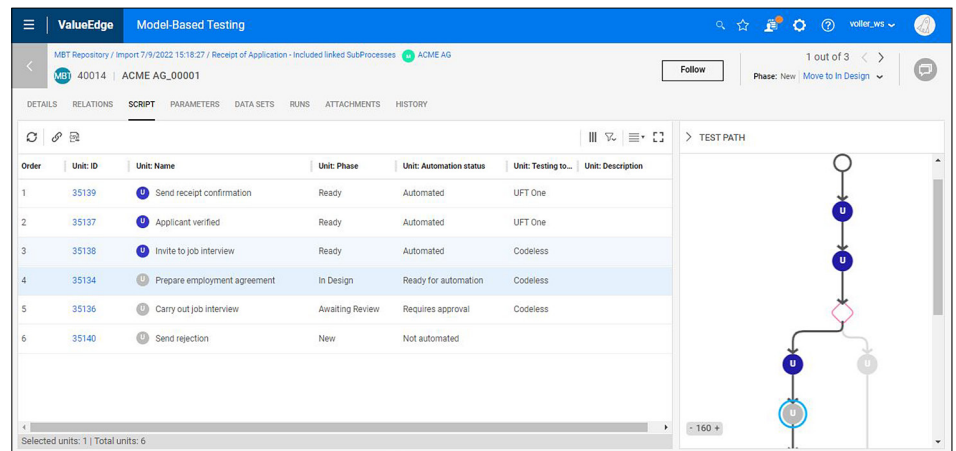 ValueEdge Model-Based Testing voller_ws
MBT Repository / Import 7/9/2022 15:18:27 / Receipt of Application - Included linked SubProcesses U ACME AG
MBT 40014 | ACME AG_00001
Follow
1 out of 3
Phase: New Move to In Design
DETAILS RELATIONS SCRIPT PARAMETERS DATA SETS RUNS ATTACHMENTS HISTORY
TEST PATH
Order Unit: ID Unit: Name Unit: Phase Unit: Automation status Unit: Testing to... Unit: Description
1 35139 U Send receipt confirmation Ready Automated UFT One
2 35137 U Applicant verified Ready Automated UFT One
3 35138 U Invite to job interview Ready Automated Codeless
4 35134 U Prepare employment agreement In Design Ready for automation Codeless
5 35136 U Carry out job interview Awaiting Review Requires approval Codeless
6 35140 U Send rejection New Not automated
U
U
U U
U
- 160 +
Selected units: 1 | Total units: 6